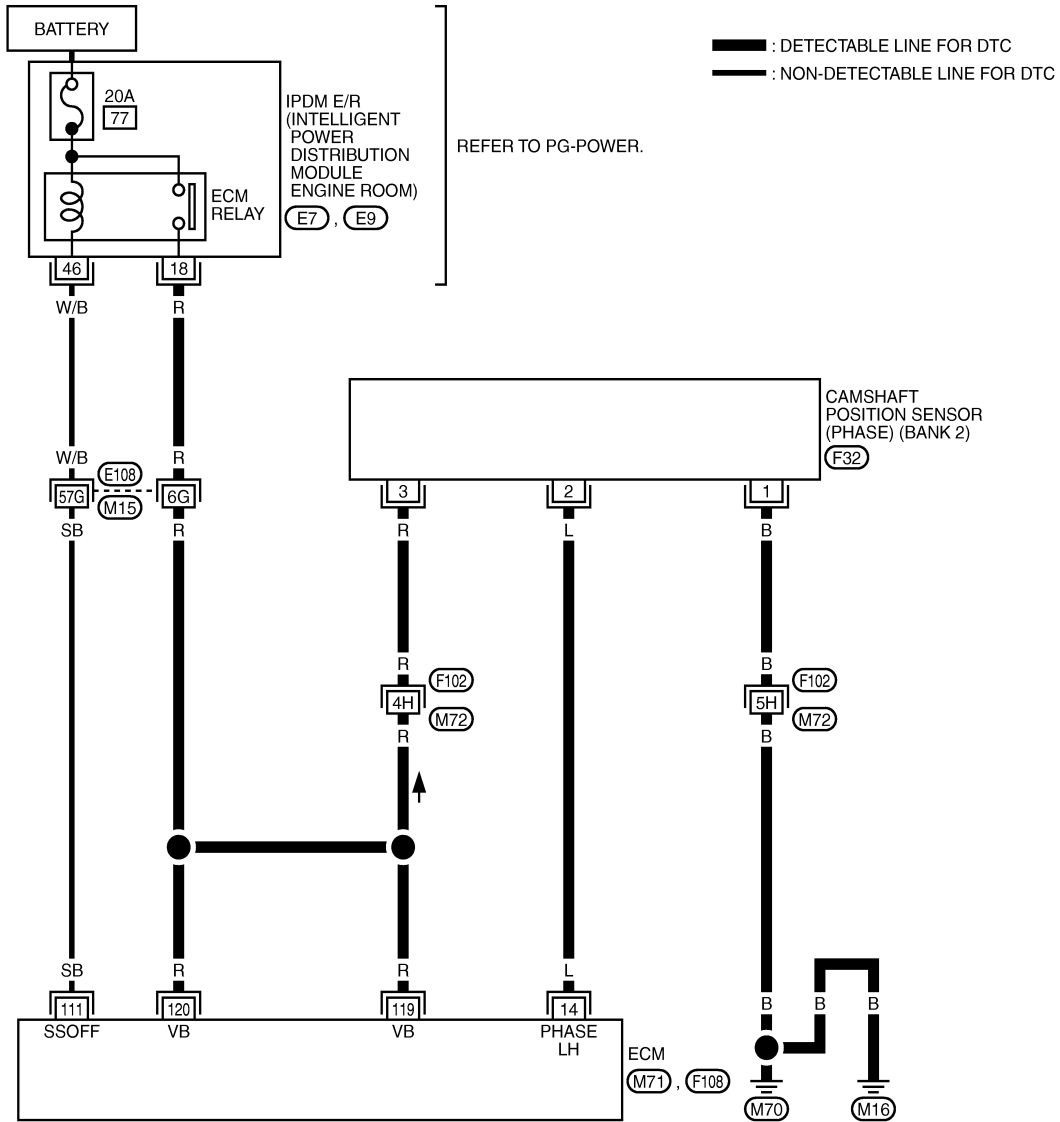 BATTERY
: DETECTABLE LINE FOR DTC
: NON-DETECTABLE LINE FOR DTC
20A
77
IPDM E/R
(INTELLIGENT
POWER
DISTRIBUTION
MODULE
ENGINE ROOM)
E7 , E9
REFER TO PG-POWER.
ECM
RELAY
46 18
W/B R
W/B R
E108
57G 6G
M15
SB R
CAMSHAFT
POSITION SENSOR
(PHASE) (BANK 2)
F32
3 2 1
R L B
R B
F102 F102
4H 5H
M72 M72
R B
SB R R L B B B
111 120 119 14
SSOFF VB VB PHASE
LH
ECM
M71 , F108
M70 M16